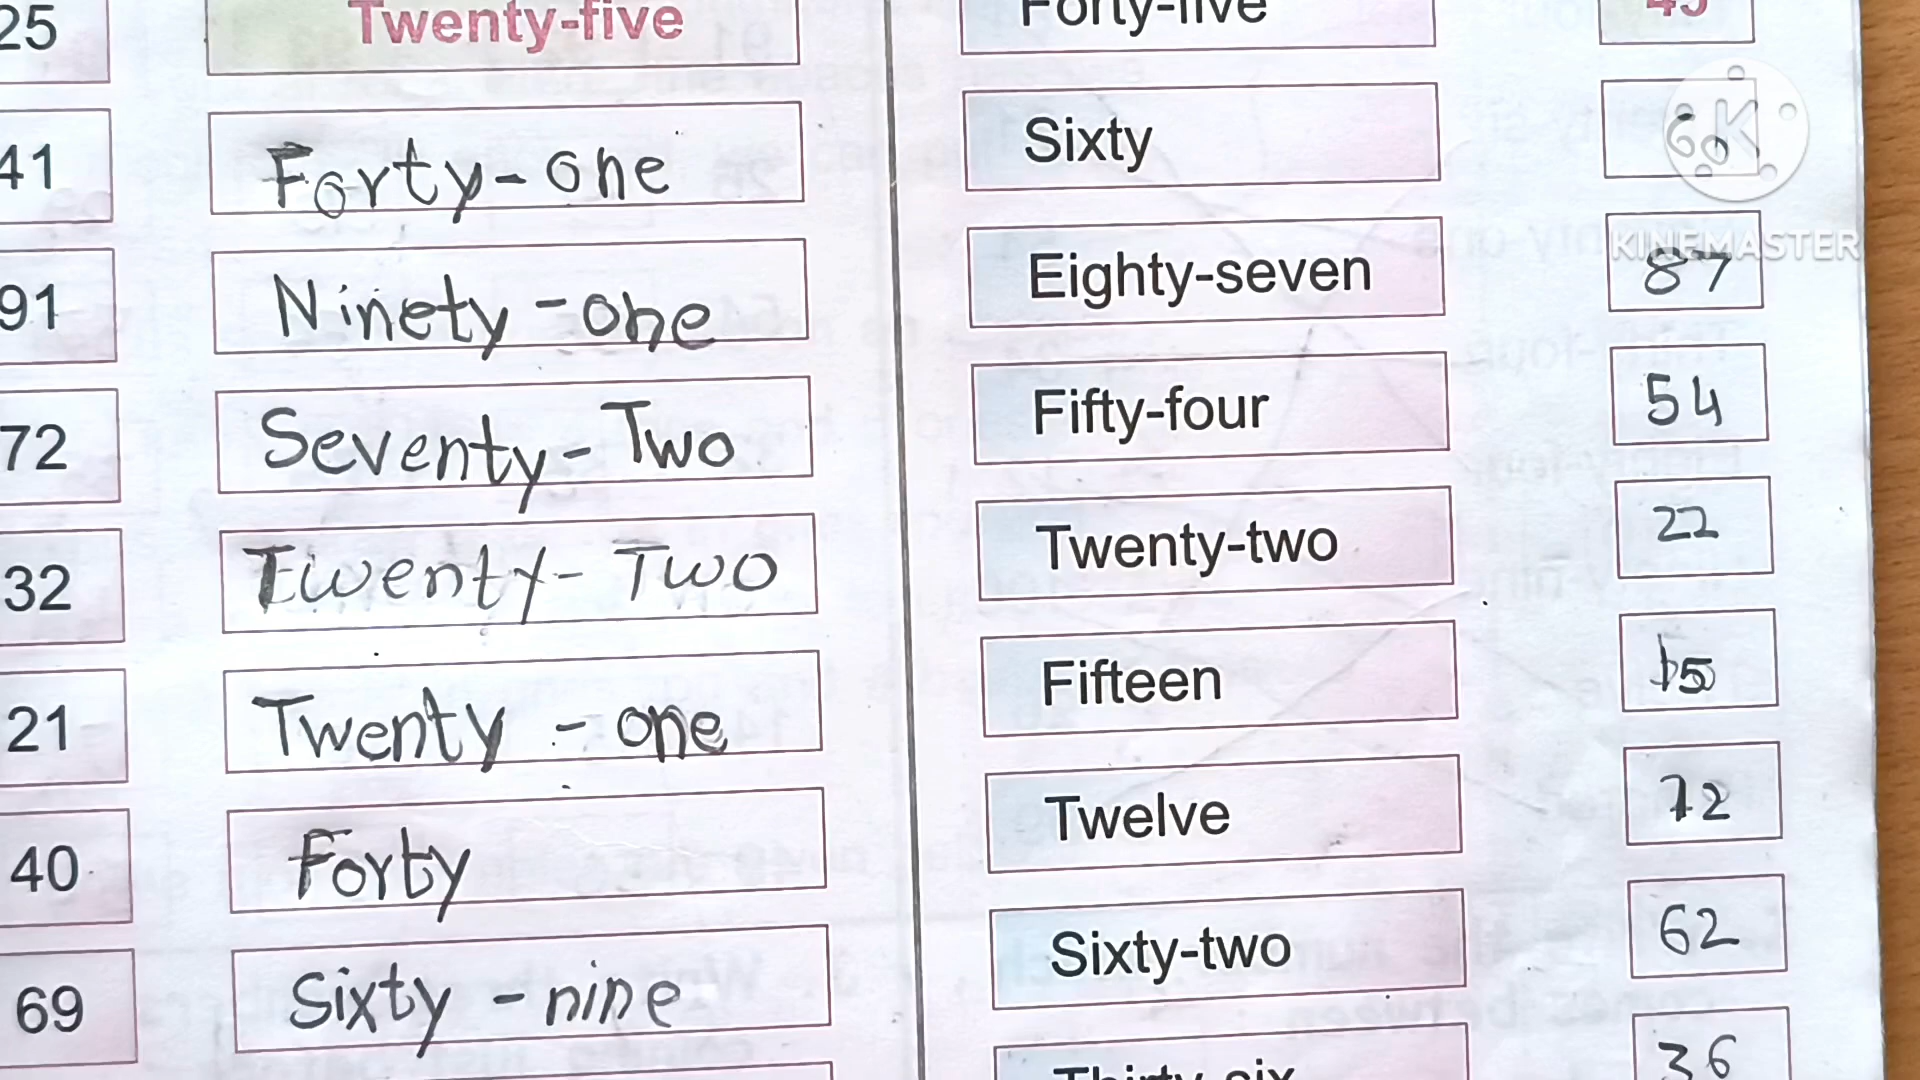 25 Twenty-five Forty-five 45
41 Forty-one Sixty 60
KINEMASTER
91 Ninety-one Eighty-seven 87
72 Seventy-Two Fifty-four 54
32 Twenty-Two Twenty-two 22
21 Twenty-one Fifteen 15
40 Forty Twelve 12
69 Sixty-nine Sixty-two 62
Thirty-six 36